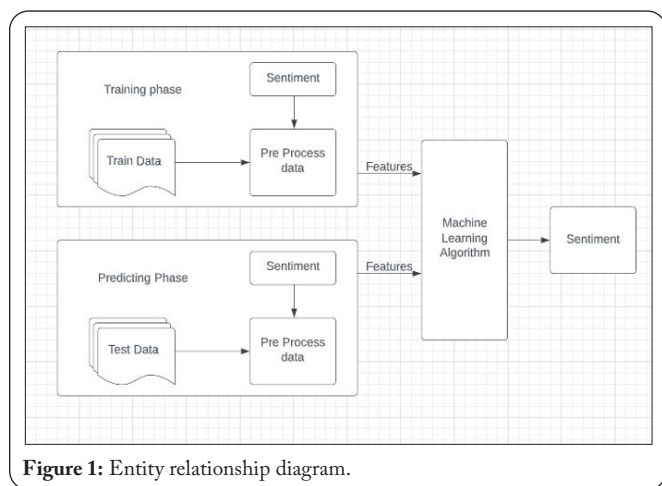 Training phase
Sentiment
Train Data
Pre Process
data
Features
Predicting Phase
Sentiment
Test Data
Pre Process
data
Features
Machine
Learning
Algorithm
Sentiment
Figure 1: Entity relationship diagram.